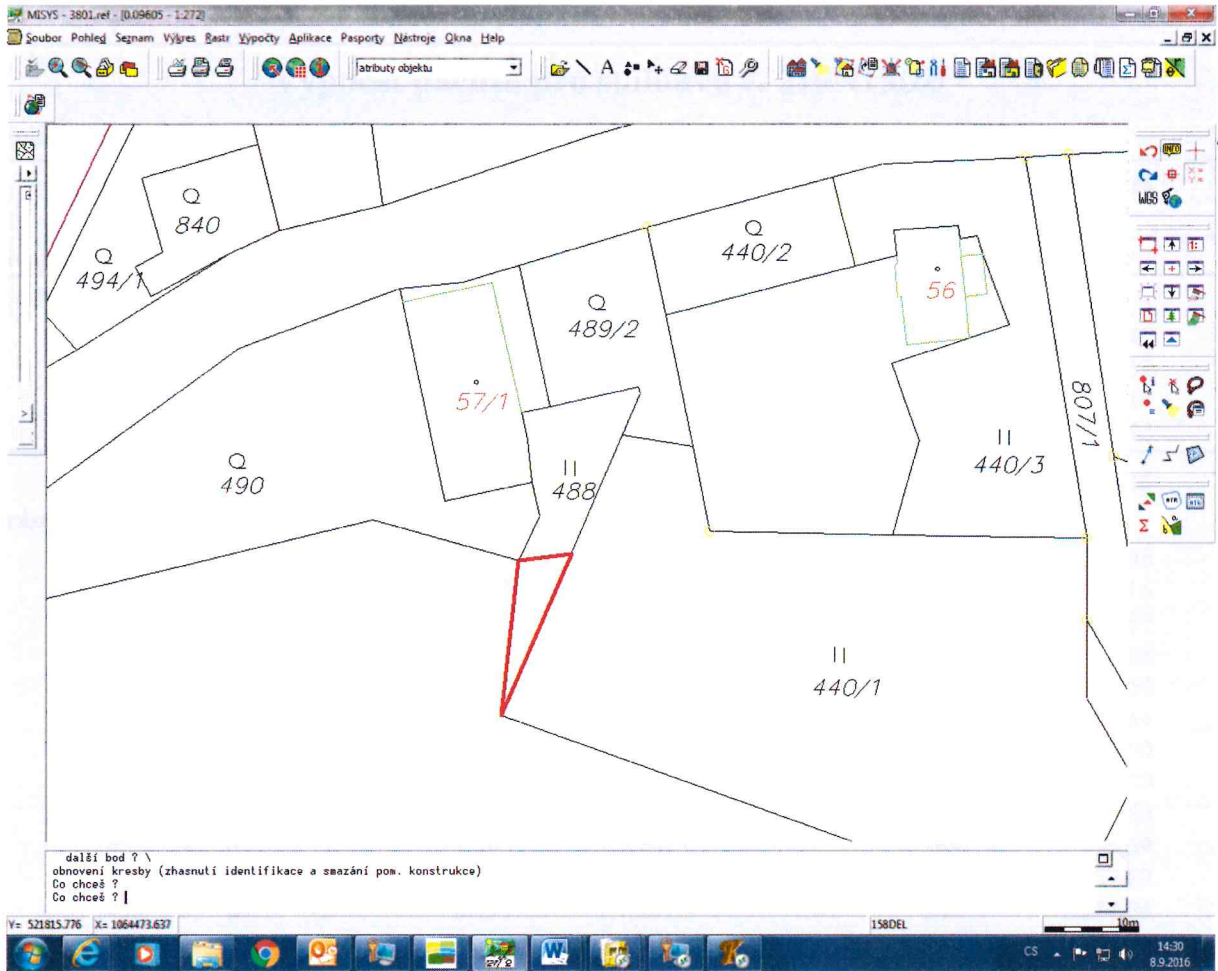 MISYS - 3801.ref - [0.09605 - 1:272]
Soubor Pohled Seznam Výkres Rastr Výpočty Aplikace Pasporty Nástroje Okna Help
atributy objektu
INFO
WGS
840
494/1
440/2
56
489/2
57/1
807/1
440/3
490
488
440/1
další bod ? \
obnovení kresby (zhasnutí identifikace a smazání pom. konstrukce)
Co chceš ?
Co chceš ?
Y= 521815.776 X= 1064473.637
158DEL
10m
CS
14:30
8.9.2016